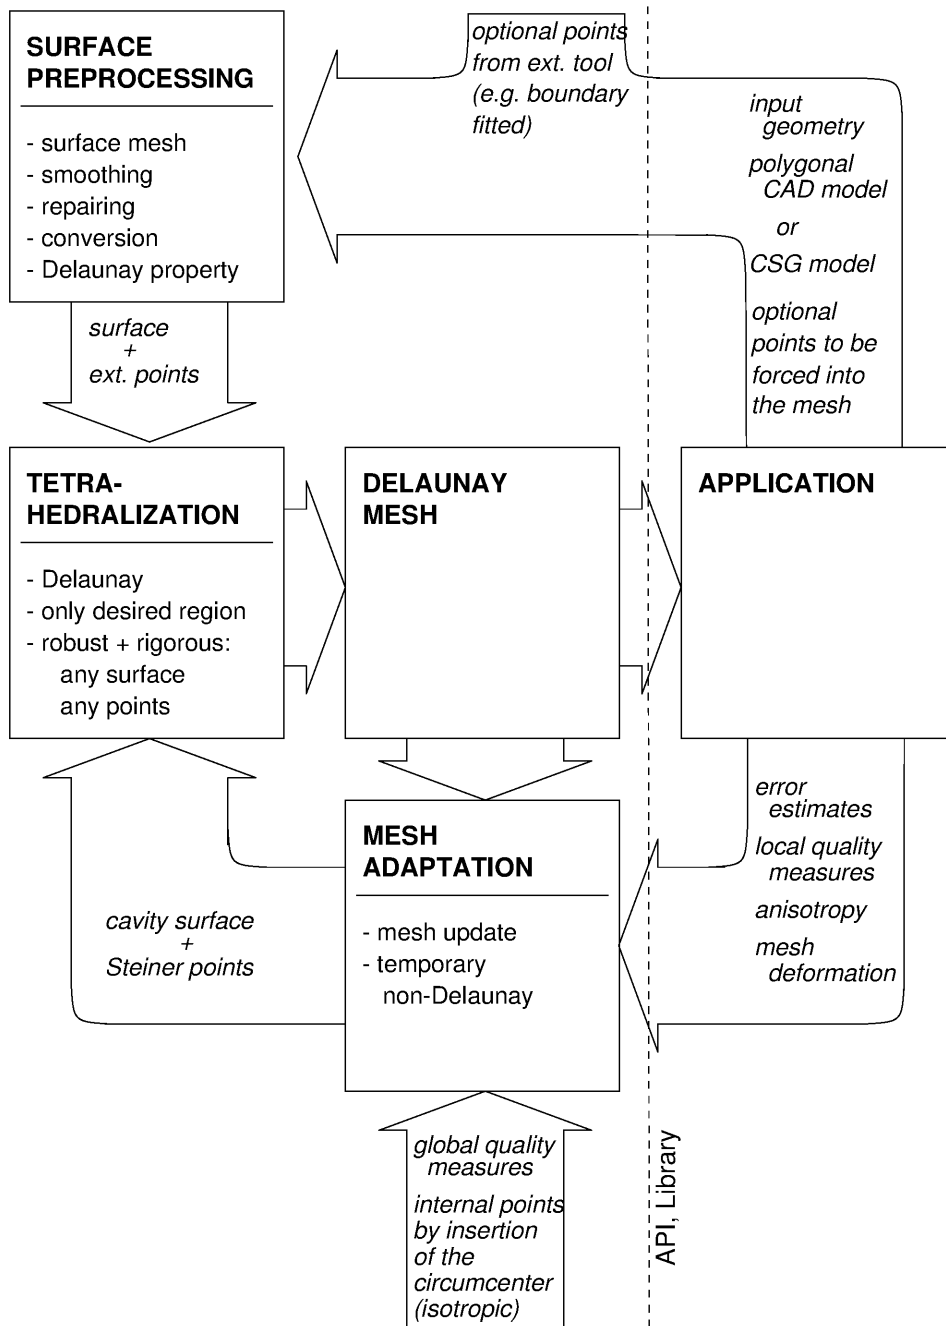 SURFACE
PREPROCESSING
- surface mesh
- smoothing
- repairing
- conversion
- Delaunay property
optional points
from ext. tool
(e.g. boundary
fitted)
input
geometry
polygonal
CAD model
or
CSG model
optional
points to be
forced into
the mesh
surface
+
ext. points
TETRA-
HEDRALIZATION
- Delaunay
- only desired region
- robust + rigorous:
any surface
any points
DELAUNAY
MESH
APPLICATION
cavity surface
+
Steiner points
MESH
ADAPTATION
- mesh update
- temporary
non-Delaunay
error
estimates
local quality
measures
anisotropy
mesh
deformation
global quality
measures
internal points
by insertion
of the
circumcenter
(isotropic)
API, Library